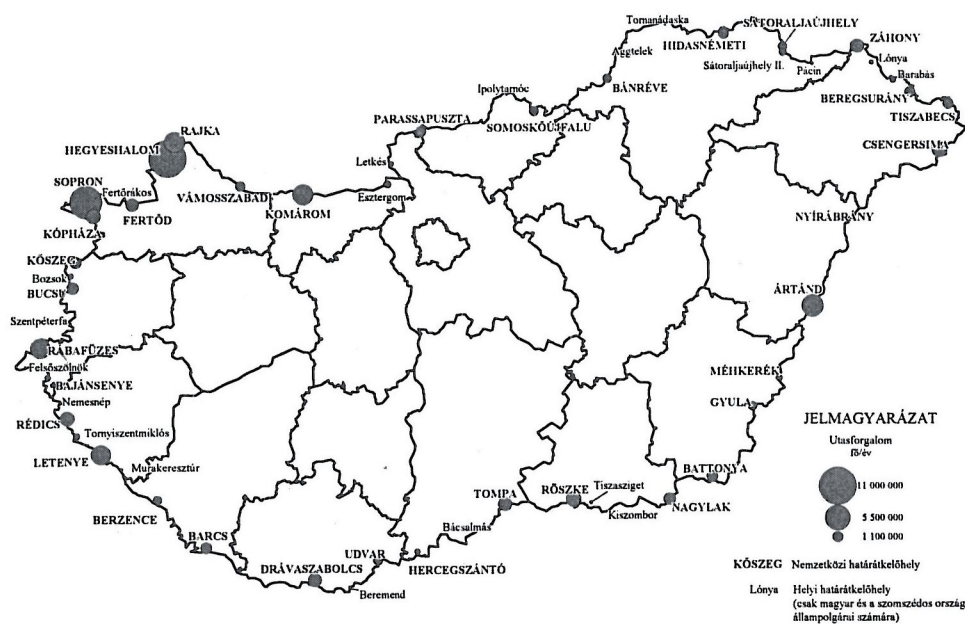 Tornanádaska
SÁTORALJAÚJHELY
HIDASNÉMETI
ZÁHONY
Aggtelek
Sátoraljaújhely II.
Pácin
Lónya
Barabás
BÁNRÉVE
BEREGSURÁNY
Ipolytarnóc
TISZABECS
PARASSAPUSZTA
SOMOSKŐÚJFALU
RAJKA
CSENGERSIMA
HEGYESHALOM
Letkés
SOPRON
Fertőrákos
VÁMOSSZABADI
Esztergom
FERTŐD
KOMÁROM
NYÍRÁBRÁNY
KÓPHÁZA
KŐSZEG
Bozsok
BUCSU
ÁRTÁND
Szentpéterfa
RÁBAFÜZES
Felsőszölnök
MÉHKERÉK
BAJÁNSENYE
Nemesnép
GYULA
RÉDICS
Tornyiszentmiklós
LETENYE
Murakeresztúr
BATTONYA
TOMPA
RÖSZKE
Tiszasziget
NAGYLAK
BERZENCE
Kiszombor
Bácsalmás
BARCS
UDVAR
HERCEGSZÁNTÓ
DRÁVASZABOLCS
Beremend
JELMAGYARÁZAT
Utasforgalom
fő/év
11 000 000
5 500 000
1 100 000
KŐSZEG Nemzetközi határátkelőhely
Lónya Helyi határátkelőhely
(csak magyar és a szomszédos ország
állampolgárai számára)